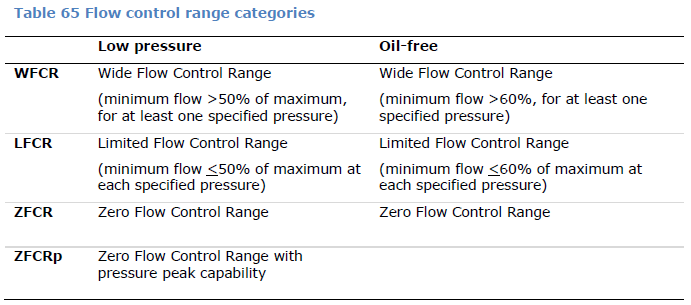 Table 65 Flow control range categories
Low pressure Oil-free
WFCR Wide Flow Control Range Wide Flow Control Range
(minimum flow >50% of maximum, (minimum flow >60%, for at least one
for at least one specified pressure) specified pressure)
LFCR Limited Flow Control Range Limited Flow Control Range
(minimum flow ≤50% of maximum at (minimum flow ≤60% of maximum at
each specified pressure) each specified pressure)
ZFCR Zero Flow Control Range Zero Flow Control Range
ZFCRp Zero Flow Control Range with
pressure peak capability